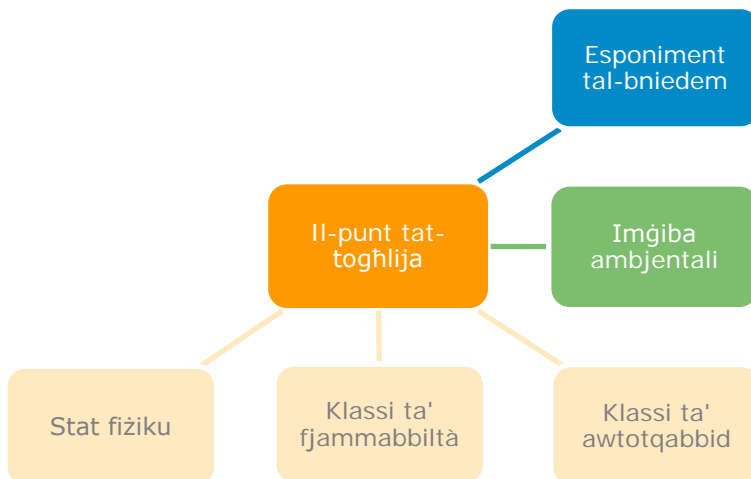 Esponiment
tal-bniedem
Il-punt tat-
togħlija
Imġiba
ambjentali
Stat fiżiku
Klassi ta'
fjammabbiltà
Klassi ta'
awtotqabbid